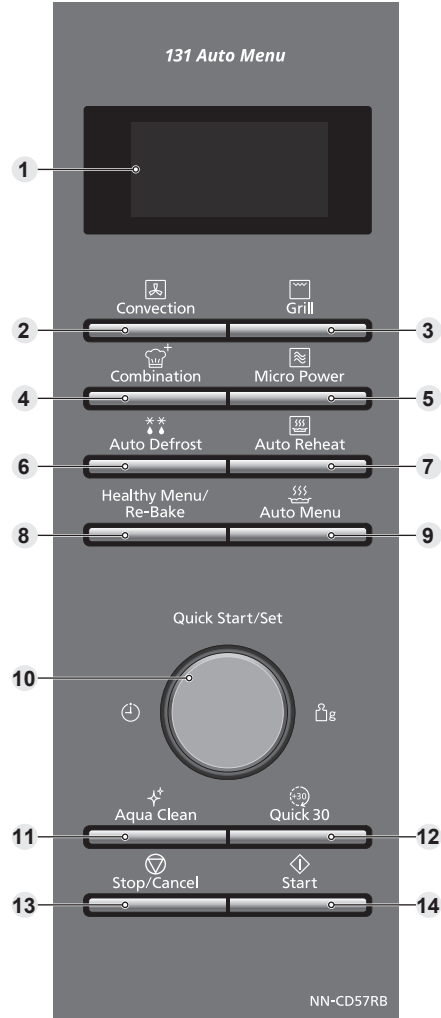 131 Auto Menu
1
Convection
Grill
2
3
Combination
Micro Power
4
5
Auto Defrost
Auto Reheat
6
7
Healthy Menu/
Re-Bake
Auto Menu
8
9
Quick Start/Set
10
g
Aqua Clean
+30
Quick 30
11
12
Stop/Cancel
Start
13
14
NN-CD57RB